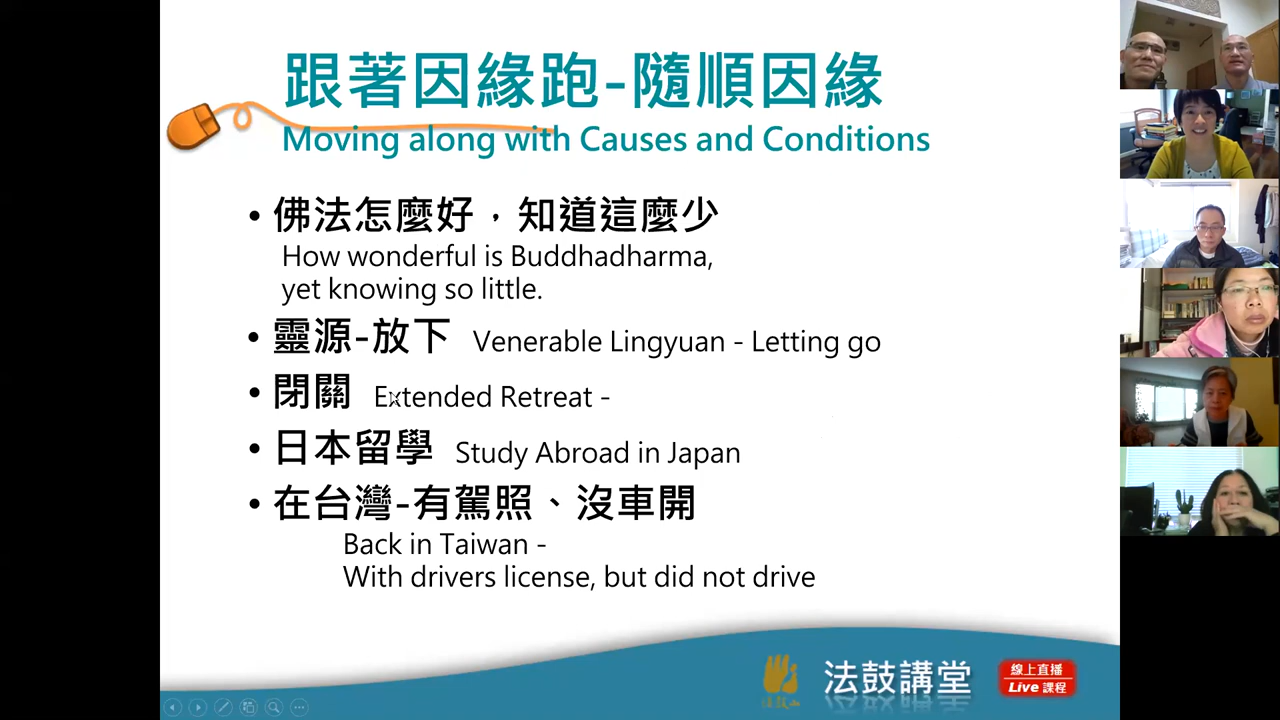 跟著因緣跑-隨順因緣
Moving along with Causes and Conditions
• 佛法怎麼好，知道這麼少
How wonderful is Buddhadharma,
yet knowing so little.
• 靈源-放下 Venerable Lingyuan - Letting go
• 閉關 Extended Retreat -
• 日本留學 Study Abroad in Japan
• 在台灣-有駕照、沒車開
Back in Taiwan -
With drivers license, but did not drive
法鼓山
法鼓講堂
線上直播
Live 課程